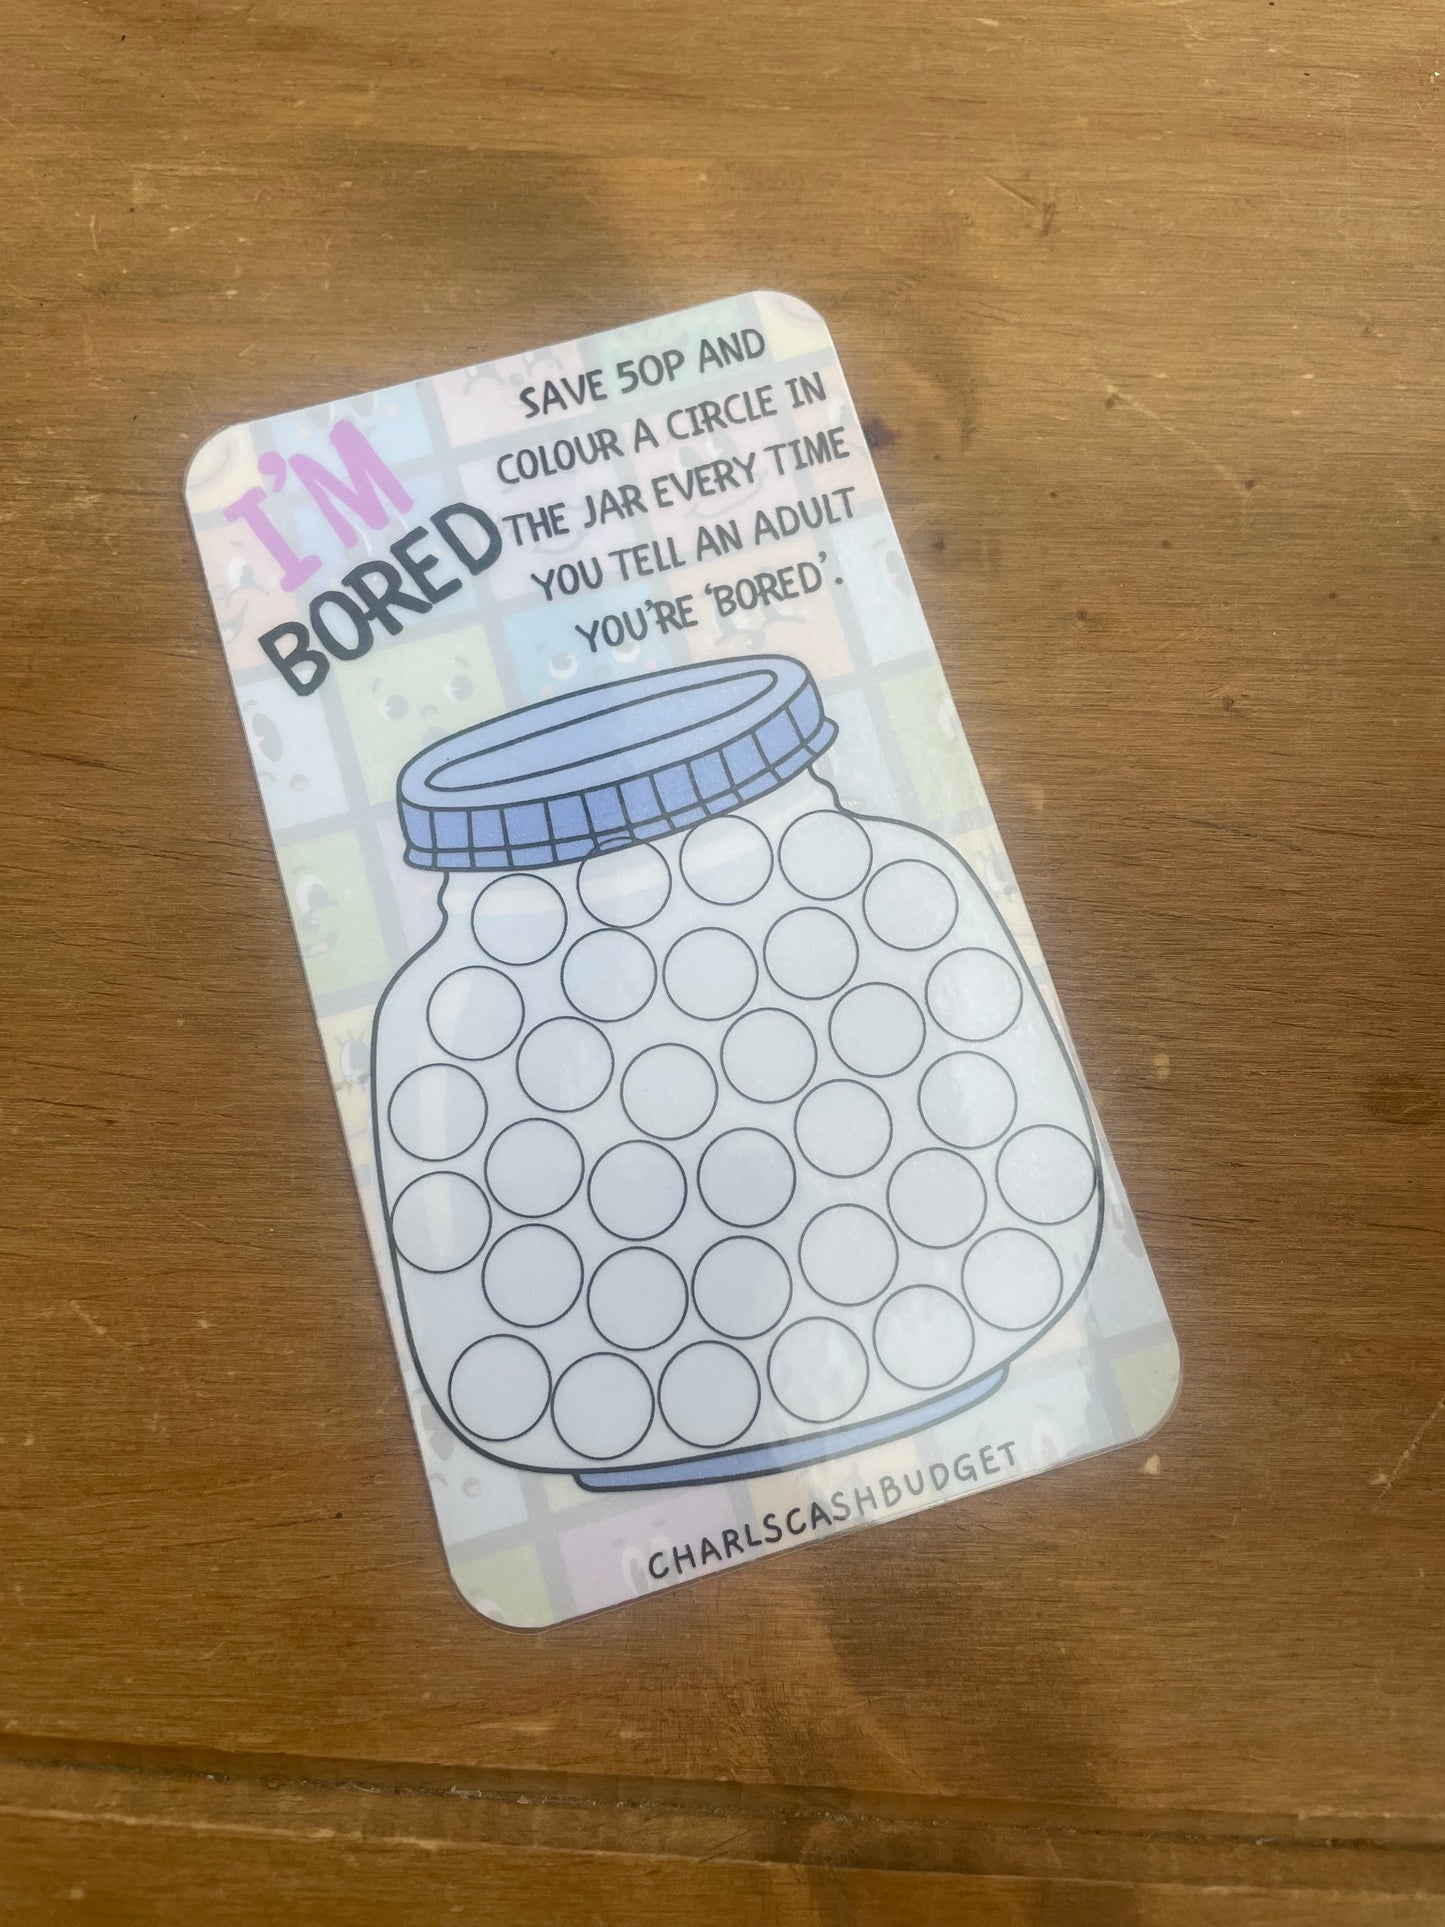 I'M
BORED
SAVE 50P AND
COLOUR A CIRCLE IN
THE JAR EVERY TIME
YOU TELL AN ADULT
YOU'RE 'BORED'.
CHARLSCASHBUDGET